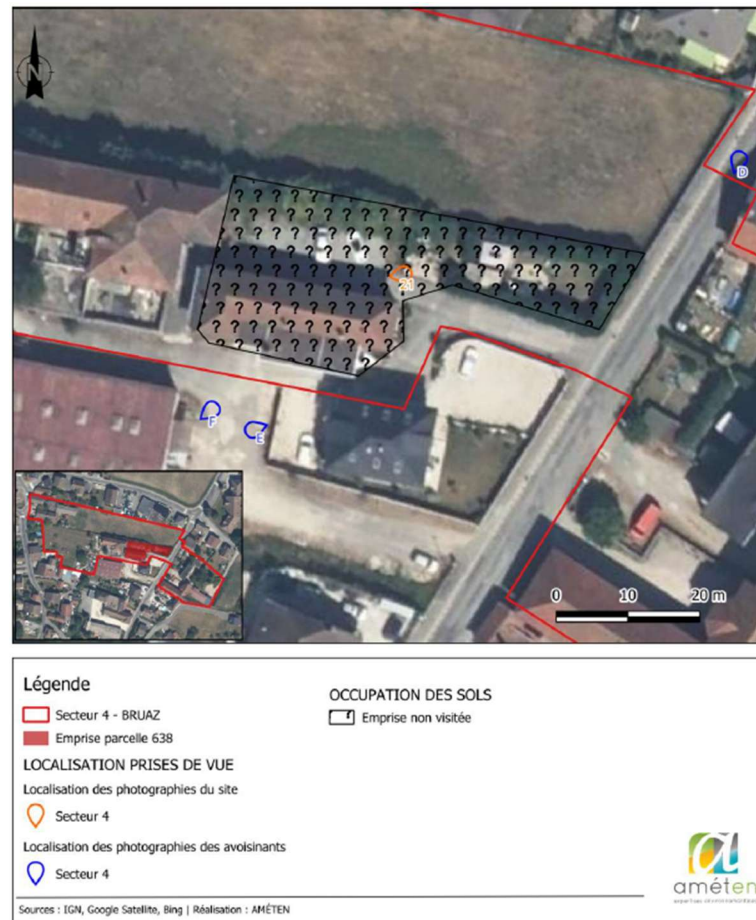 N
D
21
F
E
0 10 20 m
Légende
Secteur 4 - BRUAZ
Emprise parcelle 638
LOCALISATION PRISES DE VUE
Localisation des photographies du site
Secteur 4
Localisation des photographies des avoisinants
Secteur 4
OCCUPATION DES SOLS
? Emprise non visitée
améten
expertises environnementales
Sources : IGN, Google Satellite, Bing | Réalisation : AMÉTEN